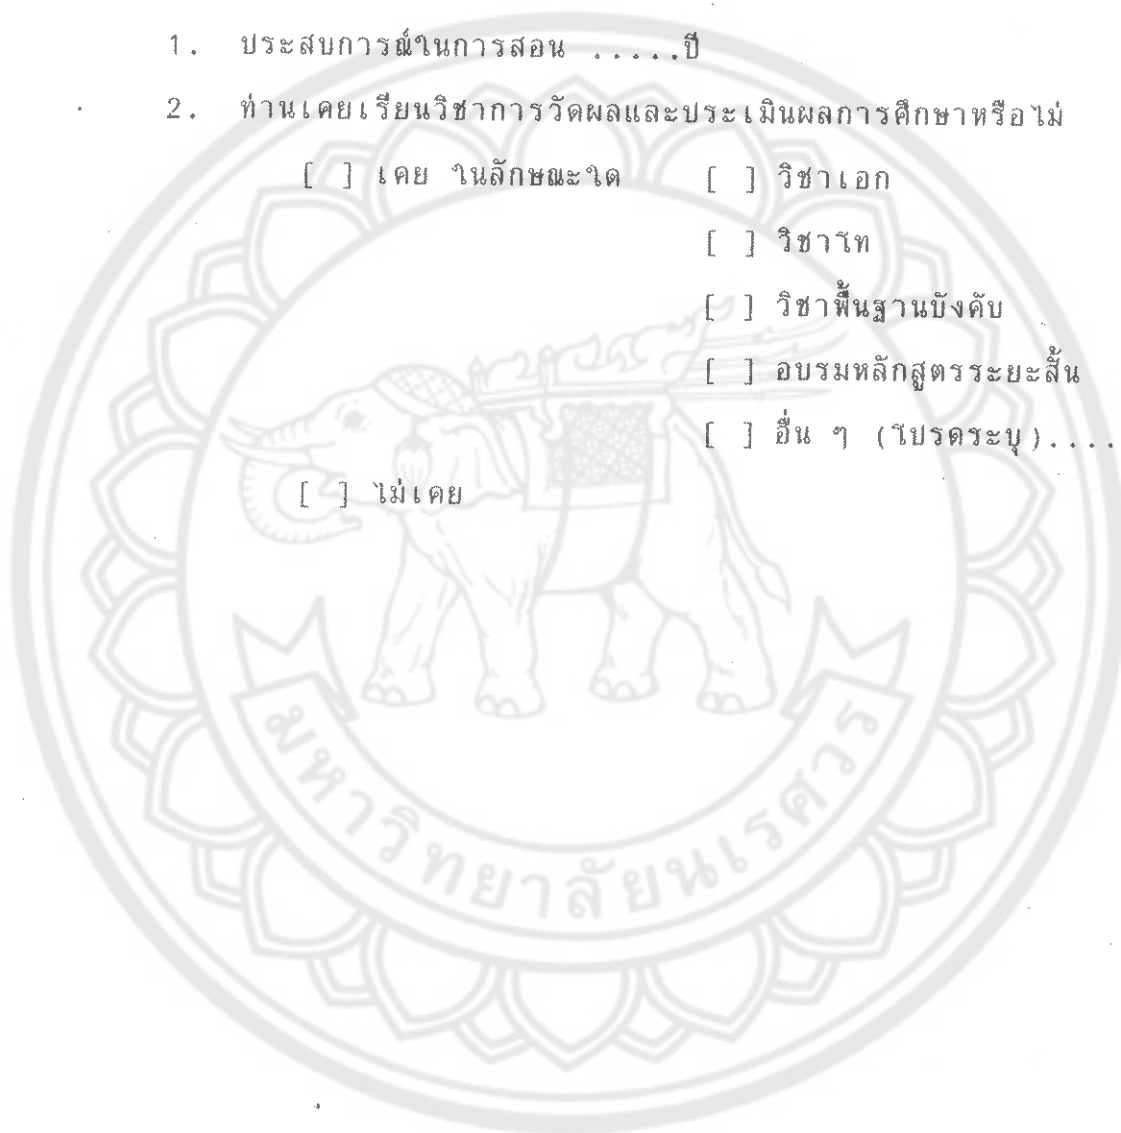 1. ประสบการณ์ในการสอน .....ปี
2. ท่านเคยเรียนวิชาการวัดผลและประเมินผลการศึกษาหรือไม่
[ ] เคย ในลักษณะใด [ ] วิชาเอก
[ ] วิชาโท
[ ] วิชาพื้นฐานบังคับ
[ ] อบรมหลักสูตรระยะสั้น
[ ] อื่น ๆ (โปรดระบุ)....
[ ] ไม่เคย
มหาวิทยาลัยนเรศวร